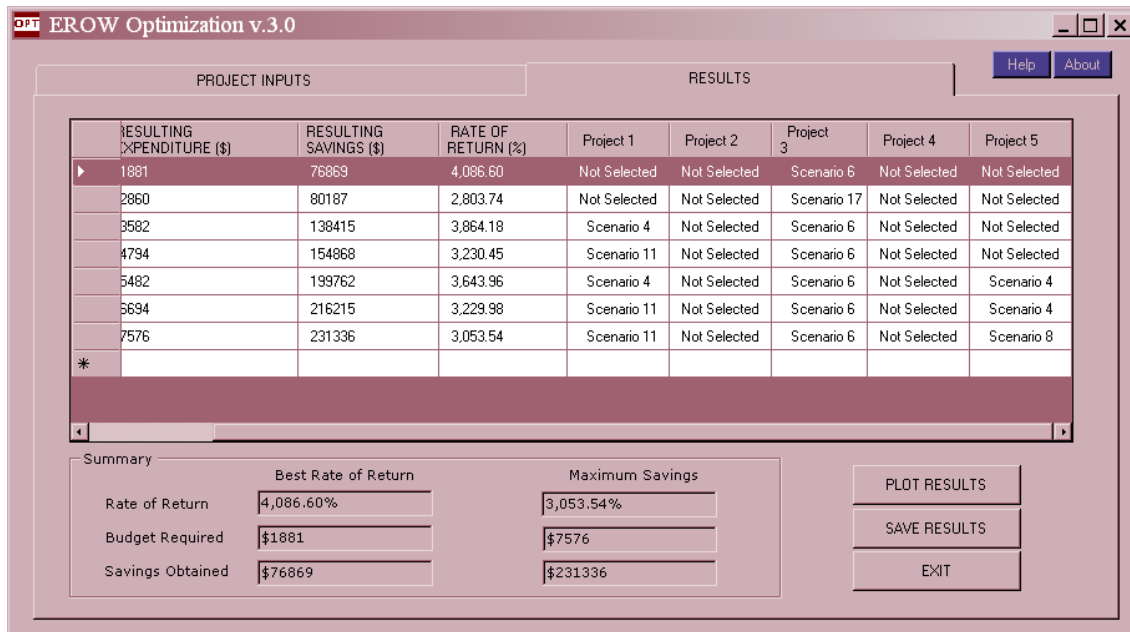 OPT EROW Optimization v.3.0
Help About
PROJECT INPUTS RESULTS
RESULTING EXPENDITURE ($) RESULTING SAVINGS ($) RATE OF RETURN (%) Project 1 Project 2 Project 3 Project 4 Project 5
1881 76869 4,086.60 Not Selected Not Selected Scenario 6 Not Selected Not Selected
2860 80187 2,803.74 Not Selected Not Selected Scenario 17 Not Selected Not Selected
3582 138415 3,864.18 Scenario 4 Not Selected Scenario 6 Not Selected Not Selected
4794 154868 3,230.45 Scenario 11 Not Selected Scenario 6 Not Selected Not Selected
5482 199762 3,643.96 Scenario 4 Not Selected Scenario 6 Not Selected Scenario 4
6694 216215 3,229.98 Scenario 11 Not Selected Scenario 6 Not Selected Scenario 4
7576 231336 3,053.54 Scenario 11 Not Selected Scenario 6 Not Selected Scenario 8
*
Summary
Best Rate of Return Maximum Savings
Rate of Return 4,086.60% 3,053.54%
Budget Required $1881 $7576
Savings Obtained $76869 $231336
PLOT RESULTS
SAVE RESULTS
EXIT